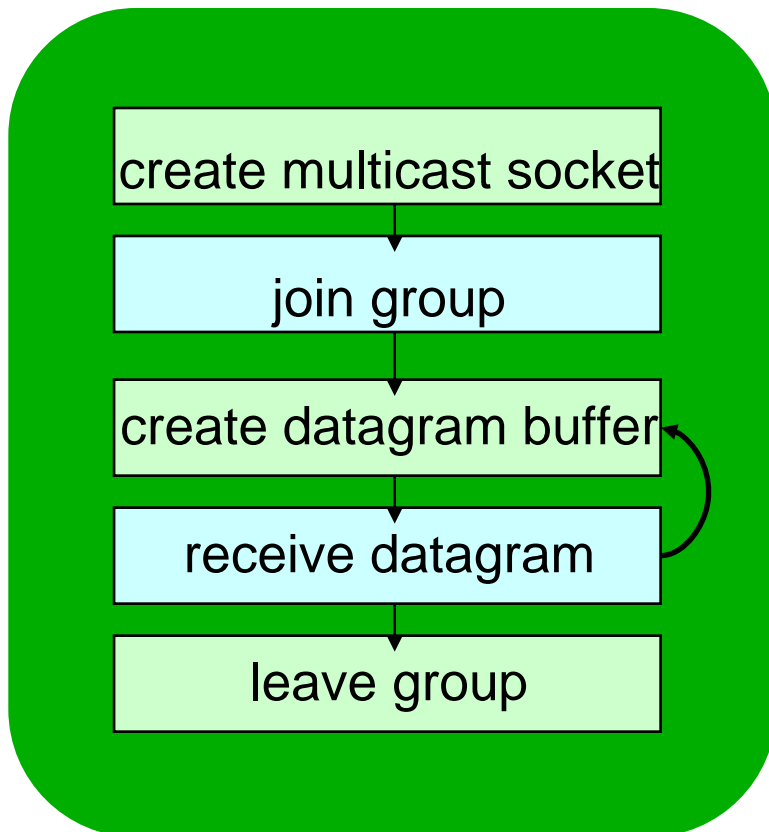 create multicast socket
join group
create datagram buffer
receive datagram
leave group